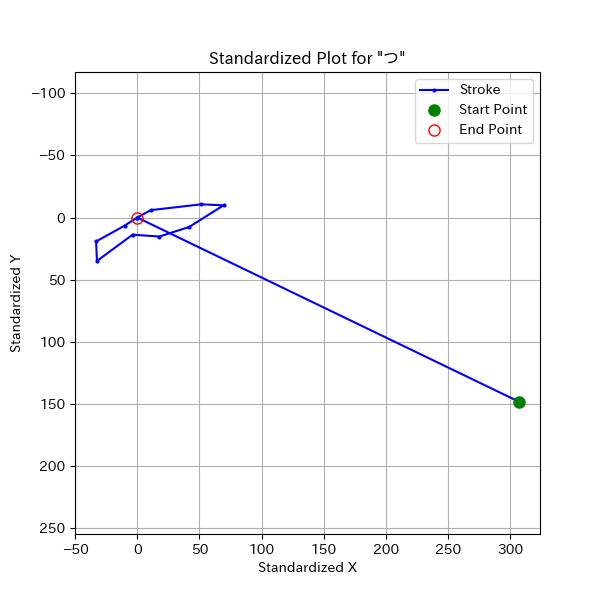 Standardized Plot for "つ"
Stroke
Start Point
End Point
−100
−50
0
50
100
150
200
250
Standardized Y
−50 0 50 100 150 200 250 300
Standardized X